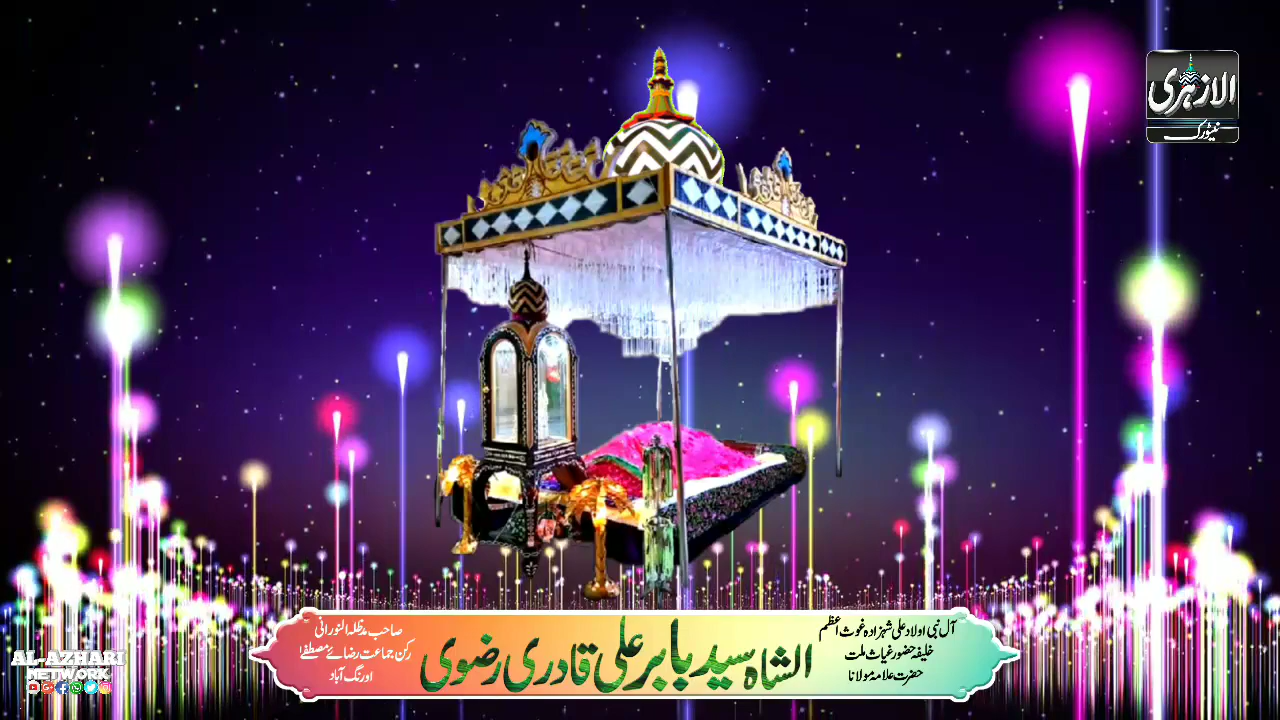 الازہری
نیٹورک
آل نبی اولاد علی شہزادہ غوث اعظم
خلیفہ حضور غیاث ملت
حضرت علامہ مولانا
الشاہ سید بابر علی قادری رضوی
صاحب مدظلہ النورانی
رکن جماعت رضائے مصطفےٰ
اورنگ آباد
AL-AZHARI
NETWORK